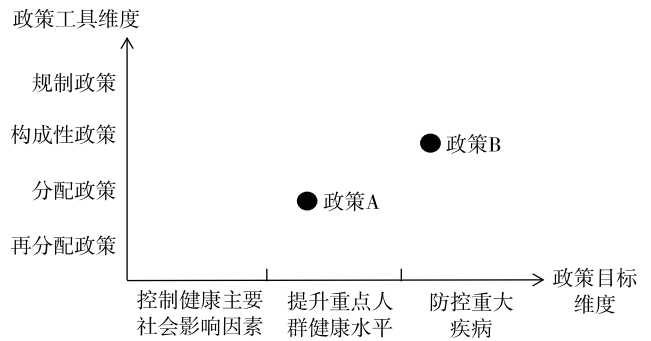 政策工具维度
规制政策
构成性政策
政策B
分配政策
政策A
再分配政策
政策目标
维度
控制健康主要
社会影响因素
提升重点人
群健康水平
防控重大
疾病